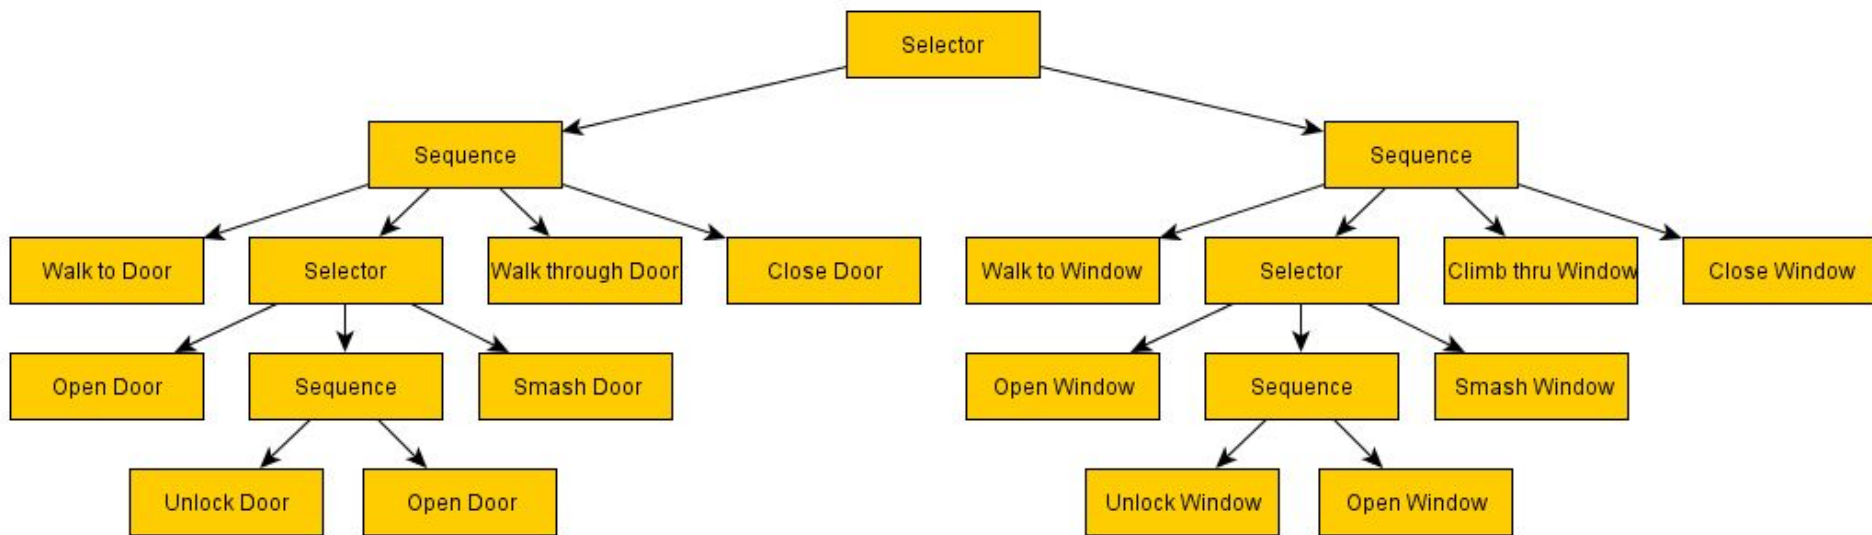 Selector
Sequence
Sequence
Walk to Door
Selector
Walk through Door
Close Door
Walk to Window
Selector
Climb thru Window
Close Window
Open Door
Sequence
Smash Door
Open Window
Sequence
Smash Window
Unlock Door
Open Door
Unlock Window
Open Window